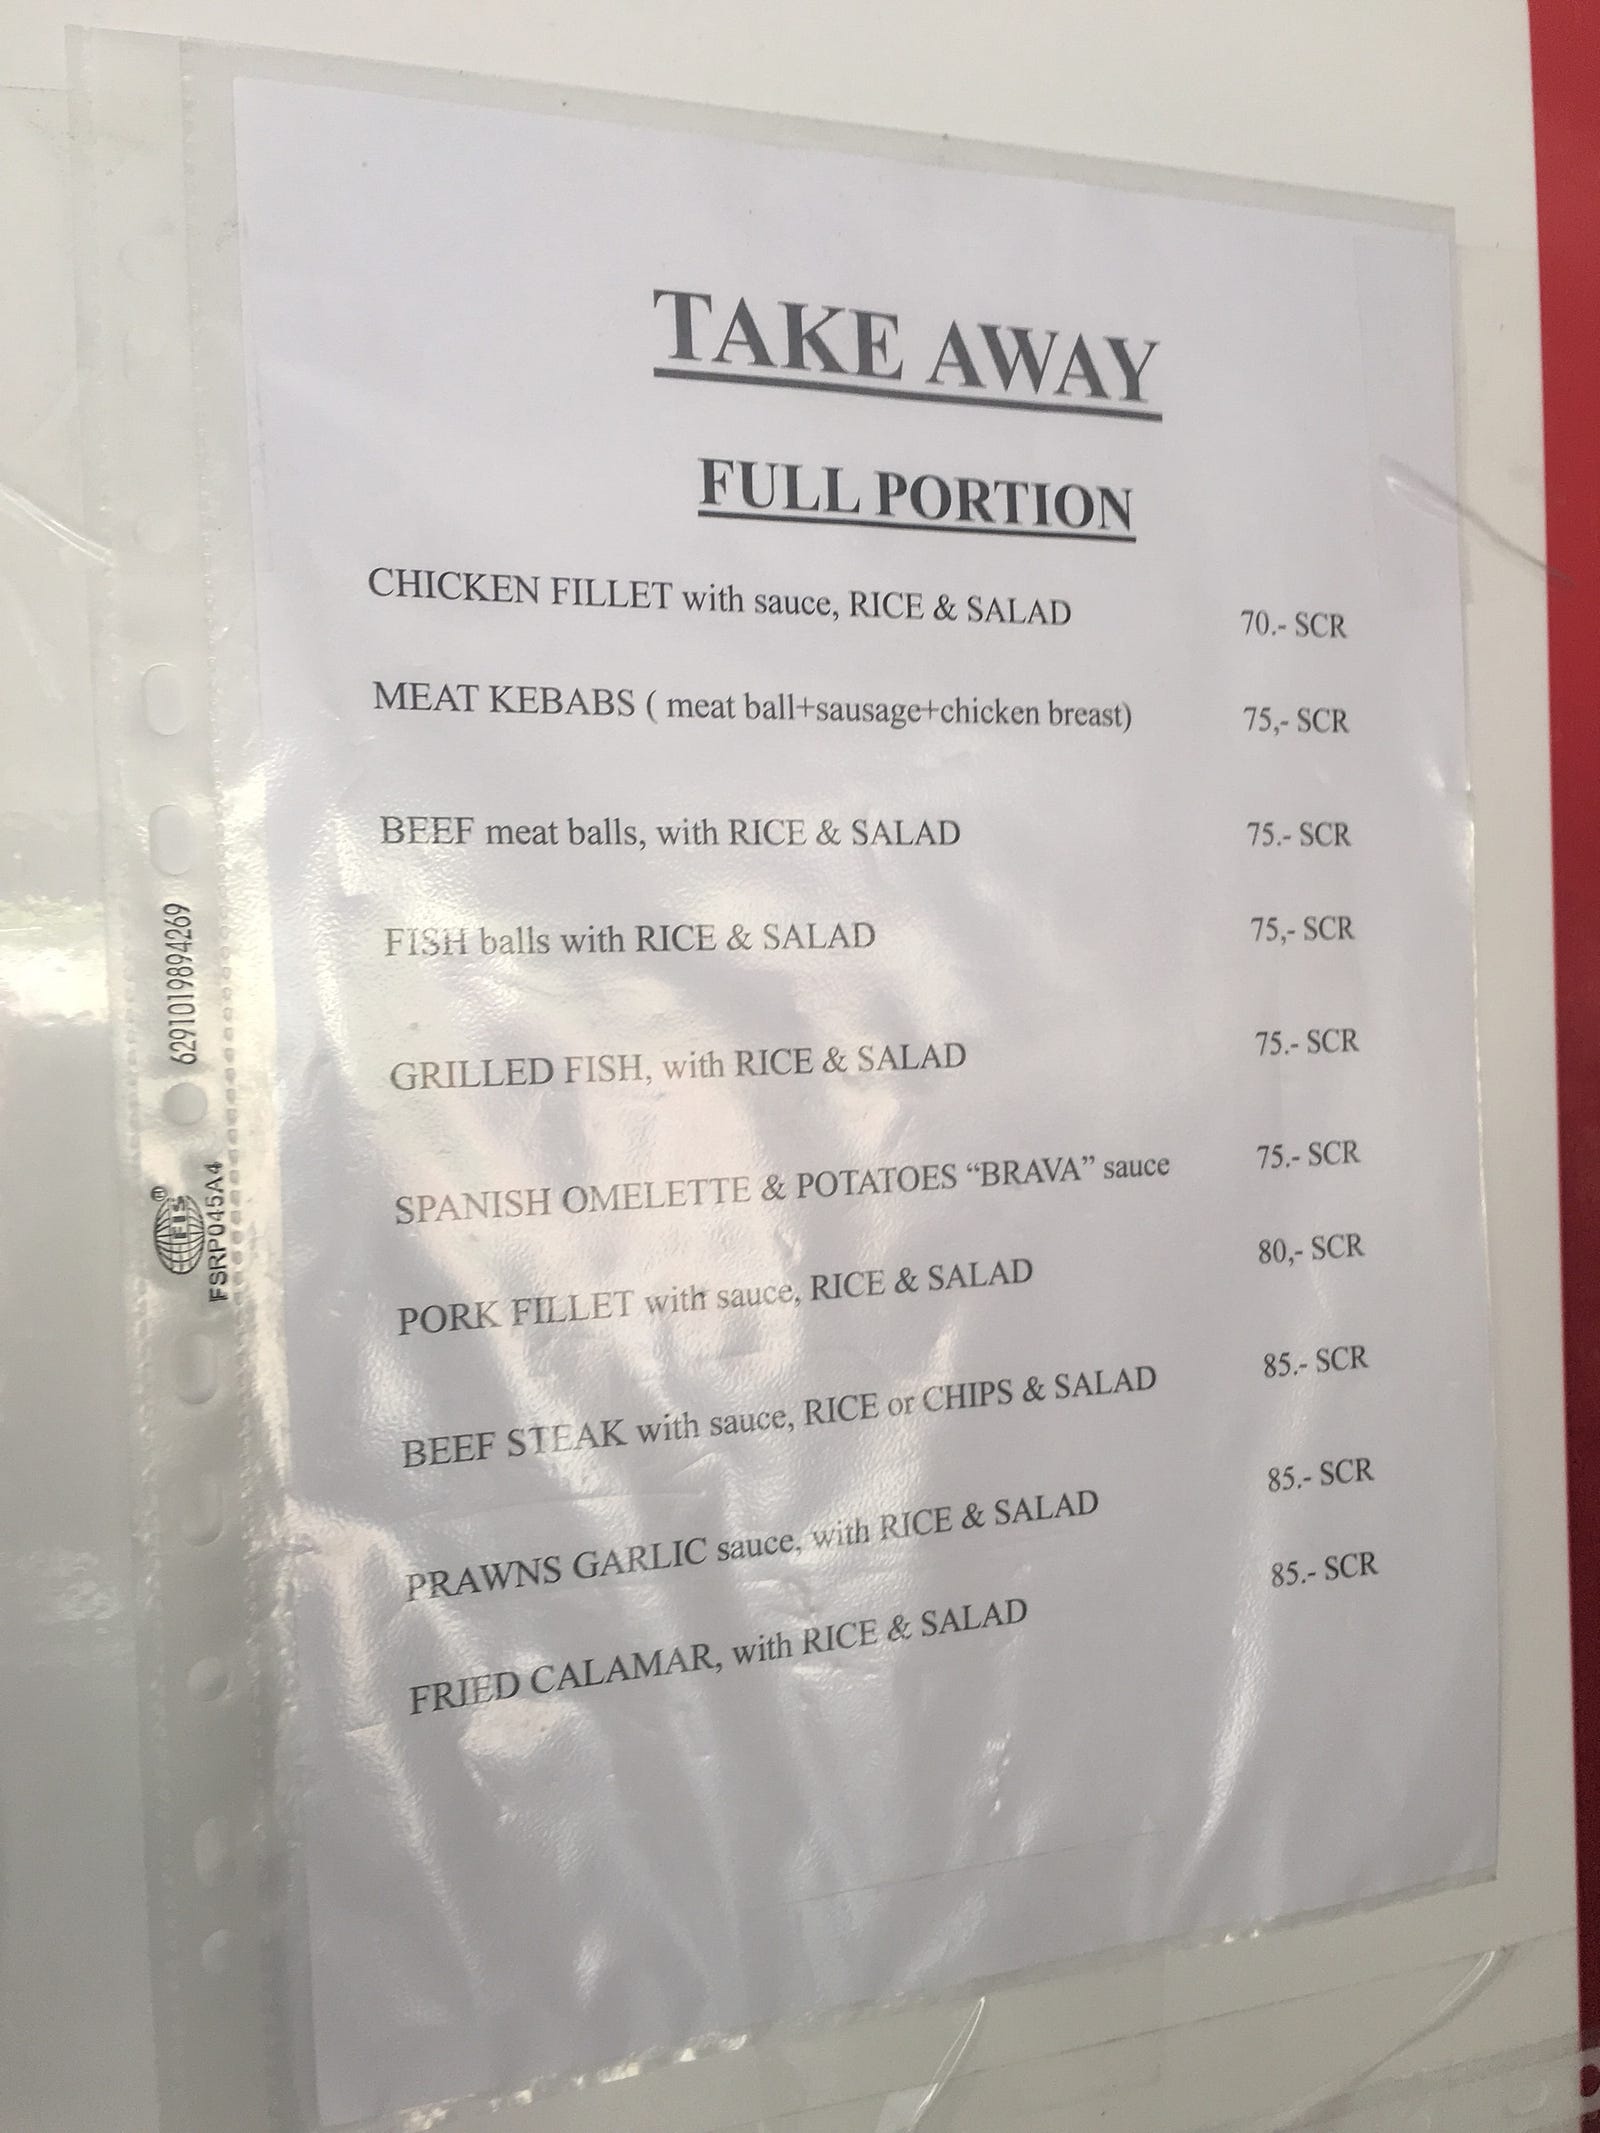 TAKE AWAY
FULL PORTION
CHICKEN FILLET with sauce, RICE & SALAD 70.- SCR
MEAT KEBABS ( meat ball+sausage+chicken breast) 75,- SCR
BEEF meat balls, with RICE & SALAD 75.- SCR
FISH balls with RICE & SALAD 75,- SCR
GRILLED FISH, with RICE & SALAD 75.- SCR
SPANISH OMELETTE & POTATOES “BRAVA” sauce 75.- SCR
PORK FILLET with sauce, RICE & SALAD 80,- SCR
BEEF STEAK with sauce, RICE or CHIPS & SALAD 85.- SCR
PRAWNS GARLIC sauce, with RICE & SALAD 85.- SCR
FRIED CALAMAR, with RICE & SALAD 85.- SCR
6291019894269
FIS®
FSRP045A4